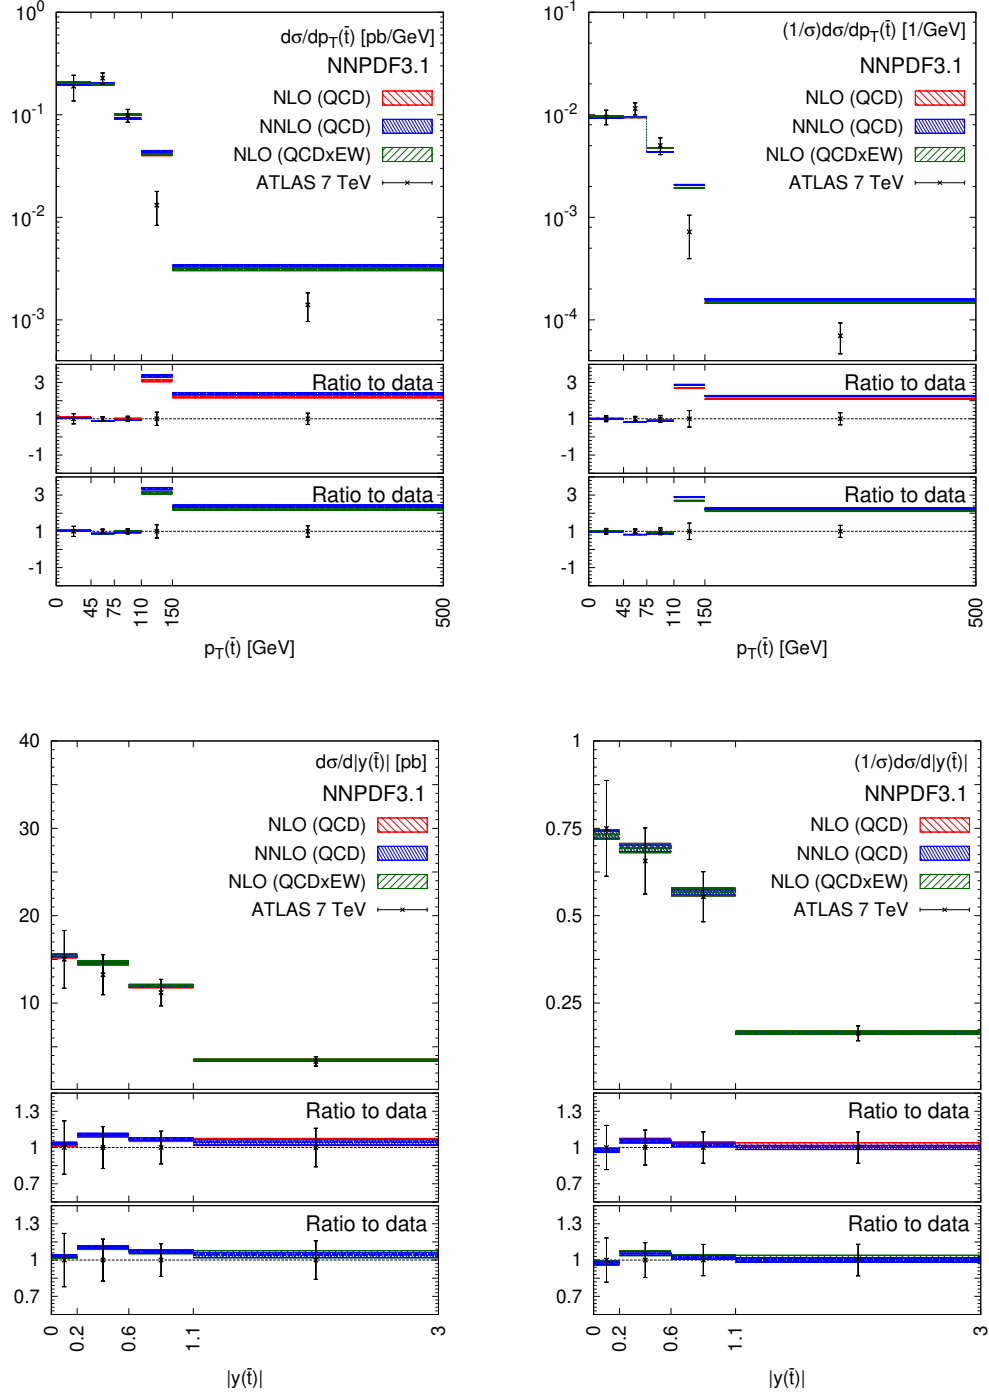 dσ/dp_T(t̄) [pb/GeV]
NNPDF3.1
NLO (QCD)
NNLO (QCD)
NLO (QCDxEW)
ATLAS 7 TeV
10^0
10^-1
10^-2
10^-3
Ratio to data
3
1
-1
Ratio to data
3
1
-1
0
45
75
110
150
500
p_T(t̄) [GeV]
(1/σ)dσ/dp_T(t̄) [1/GeV]
NNPDF3.1
NLO (QCD)
NNLO (QCD)
NLO (QCDxEW)
ATLAS 7 TeV
10^-1
10^-2
10^-3
10^-4
Ratio to data
3
1
-1
Ratio to data
3
1
-1
0
45
75
110
150
500
p_T(t̄) [GeV]
dσ/d|y(t̄)| [pb]
NNPDF3.1
NLO (QCD)
NNLO (QCD)
NLO (QCDxEW)
ATLAS 7 TeV
40
30
20
10
Ratio to data
1.3
1
0.7
Ratio to data
1.3
1
0.7
0
0.2
0.6
1.1
3
|y(t̄)|
(1/σ)dσ/d|y(t̄)|
NNPDF3.1
NLO (QCD)
NNLO (QCD)
NLO (QCDxEW)
ATLAS 7 TeV
1
0.75
0.5
0.25
Ratio to data
1.3
1
0.7
Ratio to data
1.3
1
0.7
0
0.2
0.6
1.1
3
|y(t̄)|